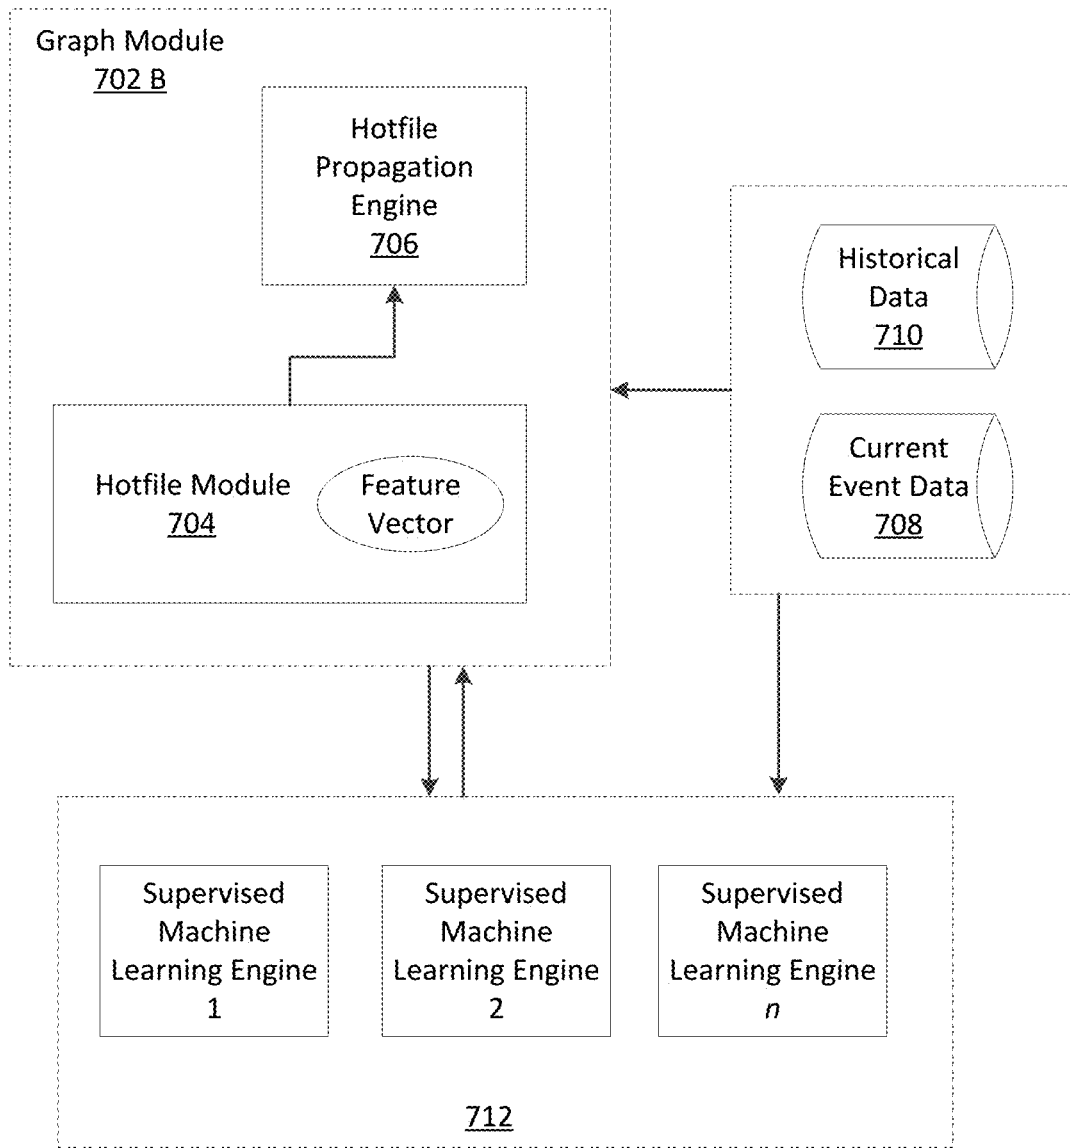 Graph Module
702 B
Hotfile
Propagation
Engine
706
Hotfile Module
704
Feature
Vector
Historical
Data
710
Current
Event Data
708
Supervised
Machine
Learning Engine
1
Supervised
Machine
Learning Engine
2
Supervised
Machine
Learning Engine
n
712